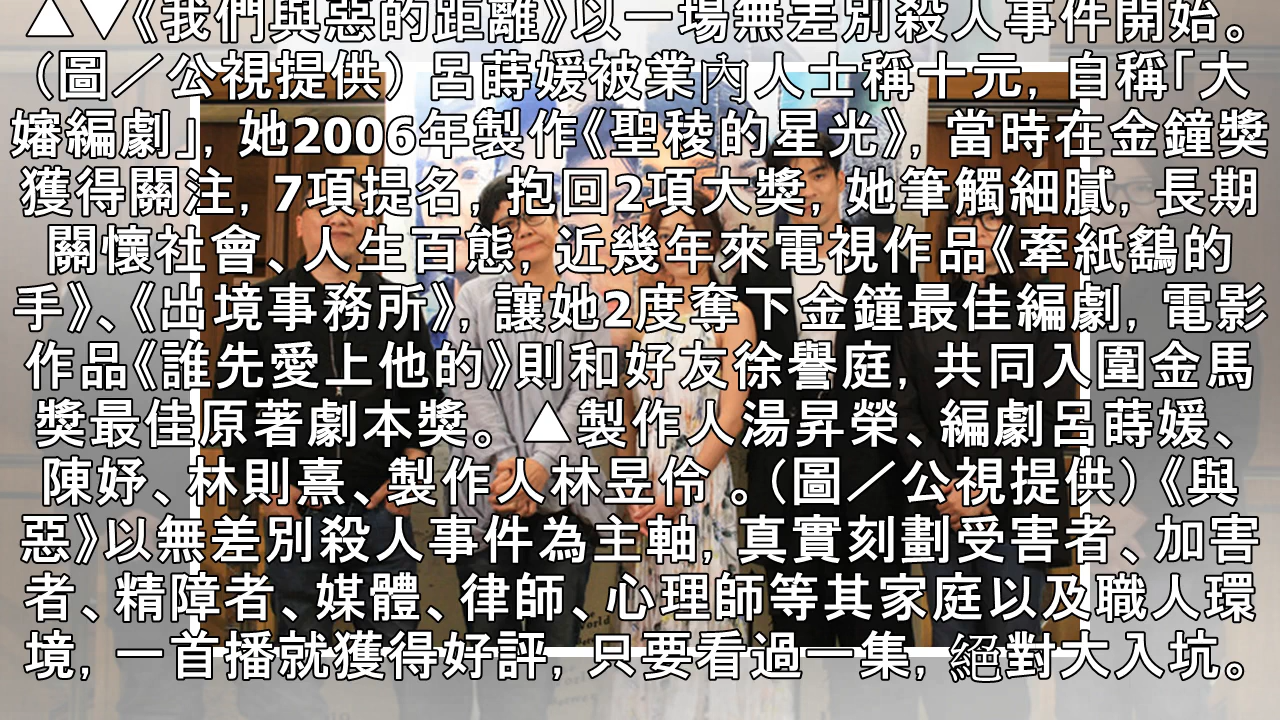 ▲▼《我們與惡的距離》以一場無差別殺人事件開始。
（圖／公視提供） 呂蒔媛被業內人士稱十元, 自稱「大
嬸編劇」, 她2006年製作《聖稜的星光》, 當時在金鐘獎
獲得關注, 7項提名 抱回2項大獎, 她筆觸細膩, 長期
關懷社會、人生百態, 近幾年來電視作品《牽紙鷂的
手》、《出境事務所》, 讓她2度奪下金鐘最佳編劇, 電影
作品《誰先愛上他的》則和好友徐譽庭, 共同入圍金馬
獎最佳原著劇本獎。 ▲製作人湯昇榮、編劇呂蒔媛、
陳妤、林則熹、製作人林昱伶 。（圖／公視提供） 《與
惡》以無差別殺人事件為主軸, 真實刻劃受害者、加害
者、精障者、媒體、律師、心理師等其家庭以及職人環
境, 一首播就獲得好評, 只要看過一集, 絕對大入坑。